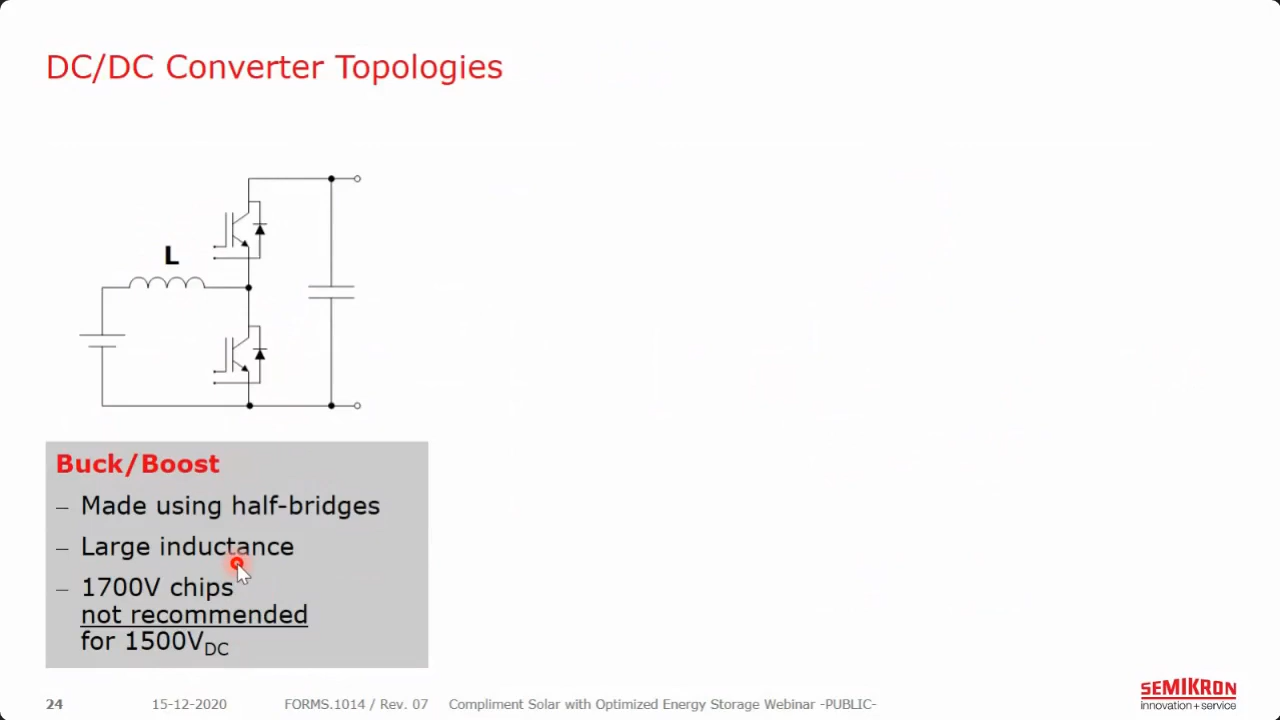 DC/DC Converter Topologies
L
Buck/Boost
– Made using half-bridges
– Large inductance
– 1700V chips
not recommended
for 1500VDC
24 15-12-2020 FORMS.1014 / Rev. 07 Compliment Solar with Optimized Energy Storage Webinar -PUBLIC-
SEMIKRON
innovation+service